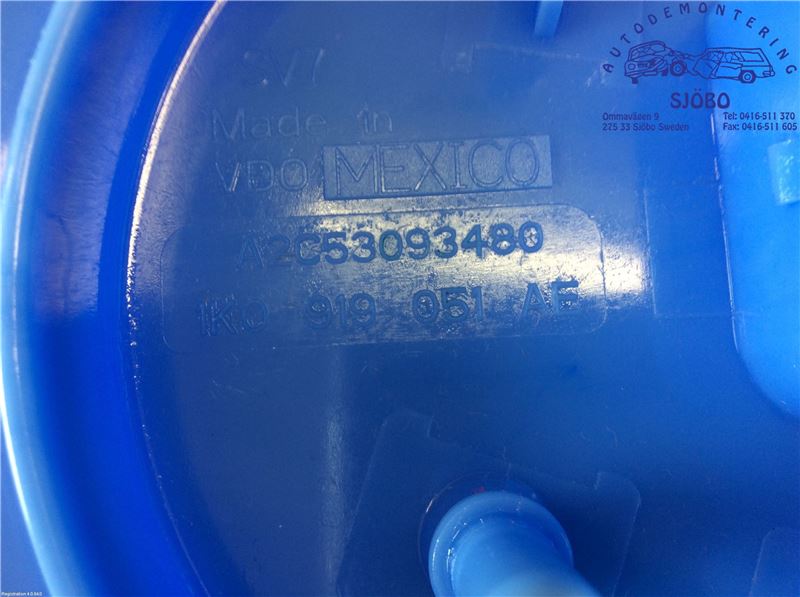 SV7
Made in
VDO MEXICO
A2C53093480
1K0 919 051 AE
AUTODEMONTERING
SJÖBO
Ommavägen 9
275 33 Sjöbo Sweden
Tel: 0416-511 370
Fax: 0416-511 605